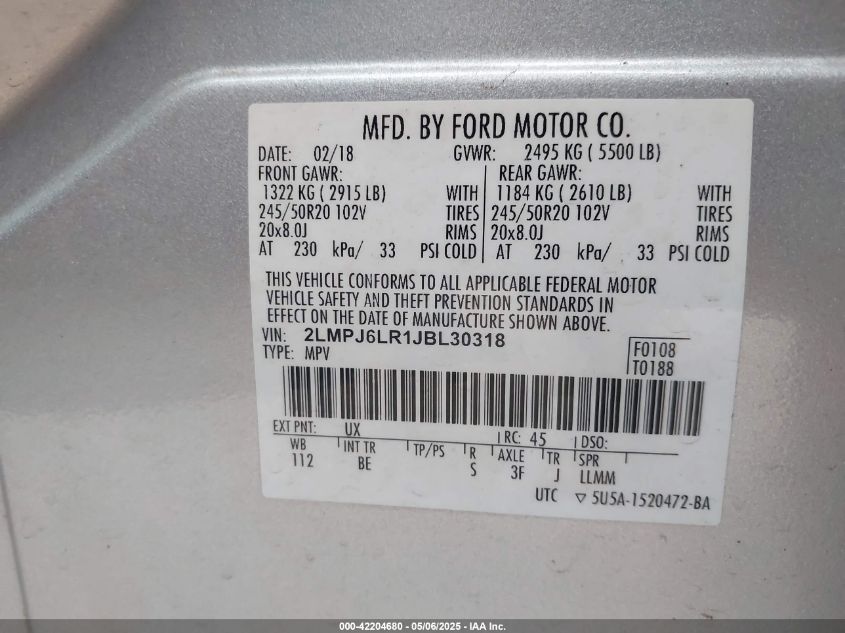 MFD. BY FORD MOTOR CO.
DATE: 02/18 GVWR: 2495 KG ( 5500 LB)
FRONT GAWR: REAR GAWR:
1322 KG ( 2915 LB) WITH 1184 KG ( 2610 LB) WITH
245/50R20 102V TIRES 245/50R20 102V TIRES
20x8.0J RIMS 20x8.0J RIMS
AT 230 kPa/ 33 PSI COLD AT 230 kPa/ 33 PSI COLD
THIS VEHICLE CONFORMS TO ALL APPLICABLE FEDERAL MOTOR
VEHICLE SAFETY AND THEFT PREVENTION STANDARDS IN
EFFECT ON THE DATE OF MANUFACTURE SHOWN ABOVE.
VIN: 2LMPJ6LR1JBL30318 F0108
TYPE: MPV T0188
EXT PNT: UX RC: 45 DSO:
WB INT TR TP/PS R AXLE TR SPR
112 BE S 3F J LLMM
UTC ▽ 5U5A-1520472-BA
000-42204680 - 05/06/2025 - IAA Inc.